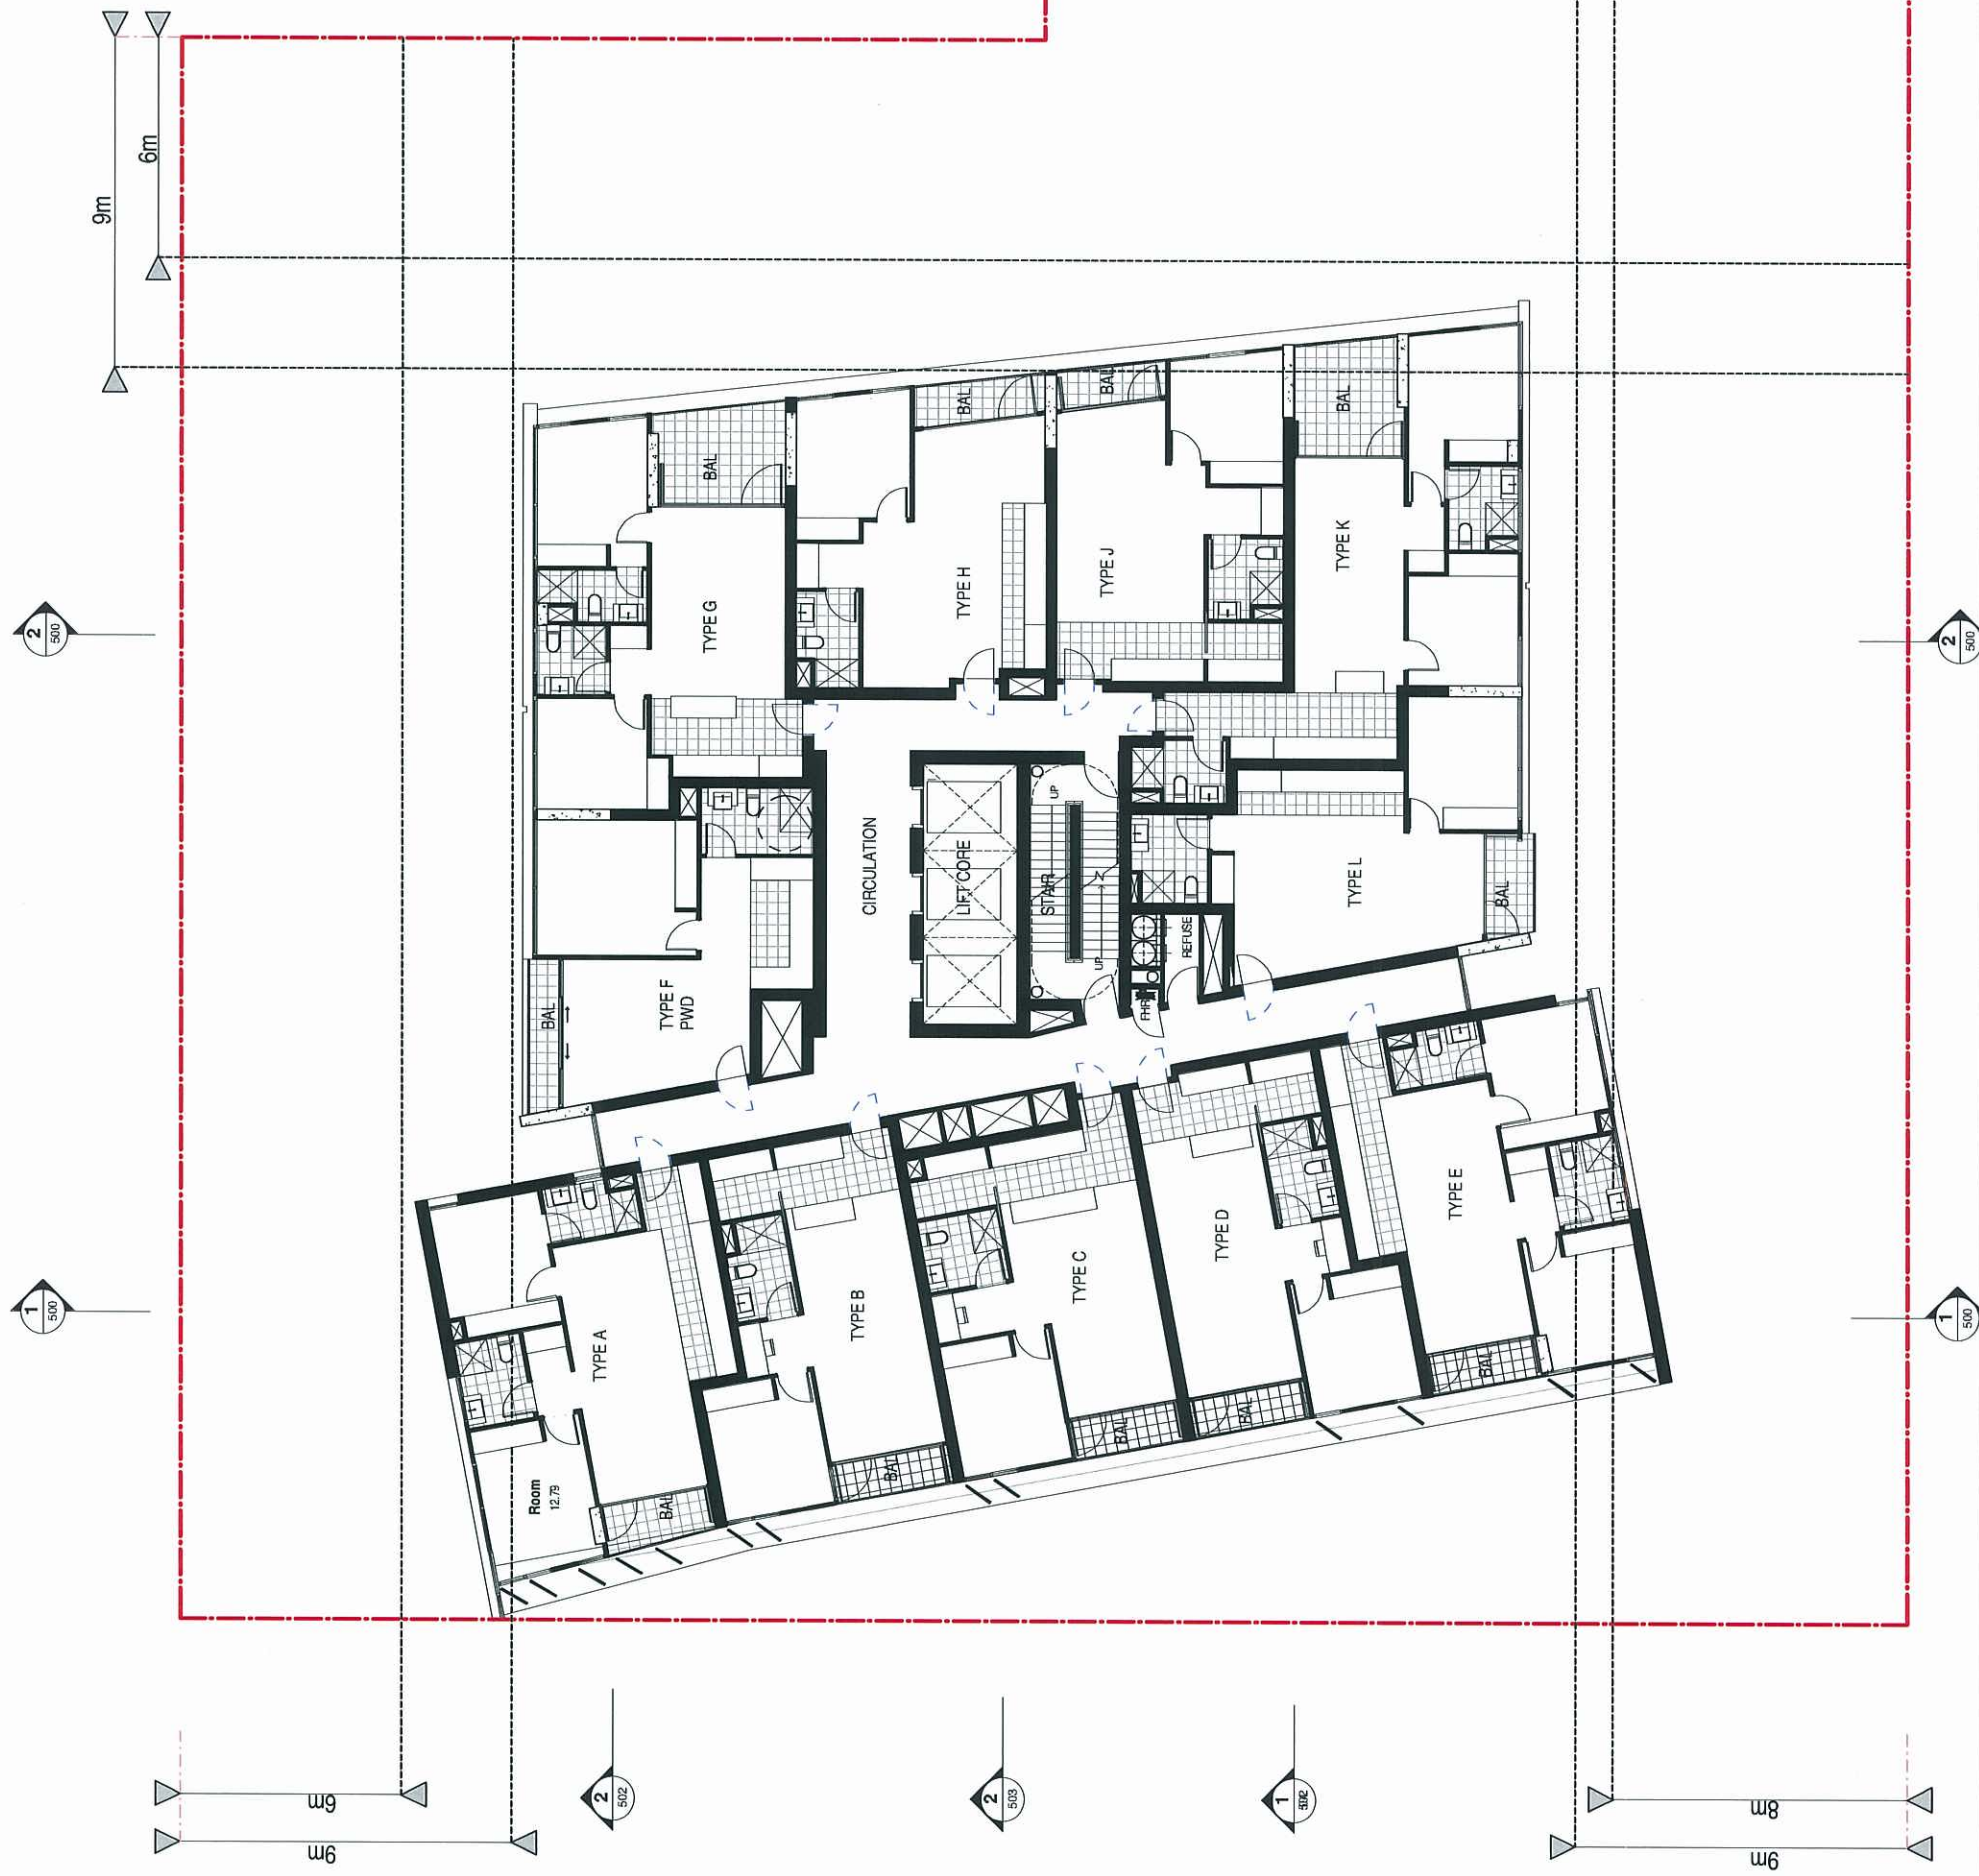 9m
6m
2
500
2
500
1
500
1
500
BAL
BAL
BAL
BAL
TYPE G
TYPE H
TYPE J
TYPE K
CIRCULATION
LIFT CORE
STAIR
UP
UP
REFUSE
FHR
TYPE L
BAL
BAL
TYPE F
PWD
TYPE A
TYPE B
TYPE C
TYPE D
TYPE E
Room
12.79
BAL
BAL
BAL
BAL
BAL
6m
9m
2
502
2
503
1
8m
9m